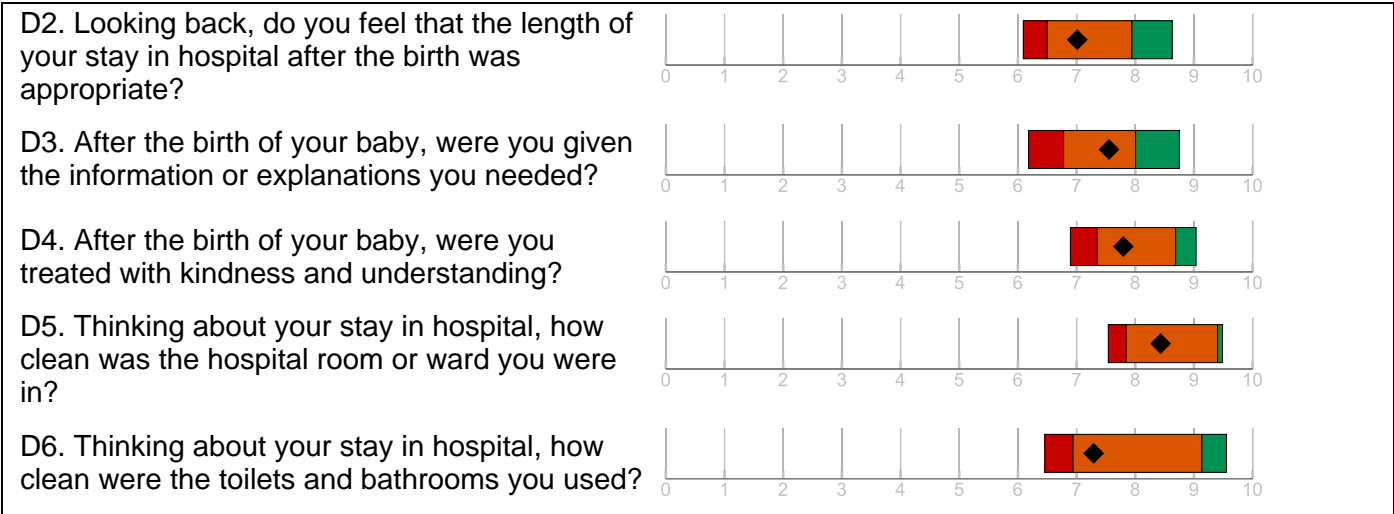 D2. Looking back, do you feel that the length of
your stay in hospital after the birth was
appropriate?
0 1 2 3 4 5 6 7 8 9 10
D3. After the birth of your baby, were you given
the information or explanations you needed?
0 1 2 3 4 5 6 7 8 9 10
D4. After the birth of your baby, were you
treated with kindness and understanding?
0 1 2 3 4 5 6 7 8 9 10
D5. Thinking about your stay in hospital, how
clean was the hospital room or ward you were
in?
0 1 2 3 4 5 6 7 8 9 10
D6. Thinking about your stay in hospital, how
clean were the toilets and bathrooms you used?
0 1 2 3 4 5 6 7 8 9 10